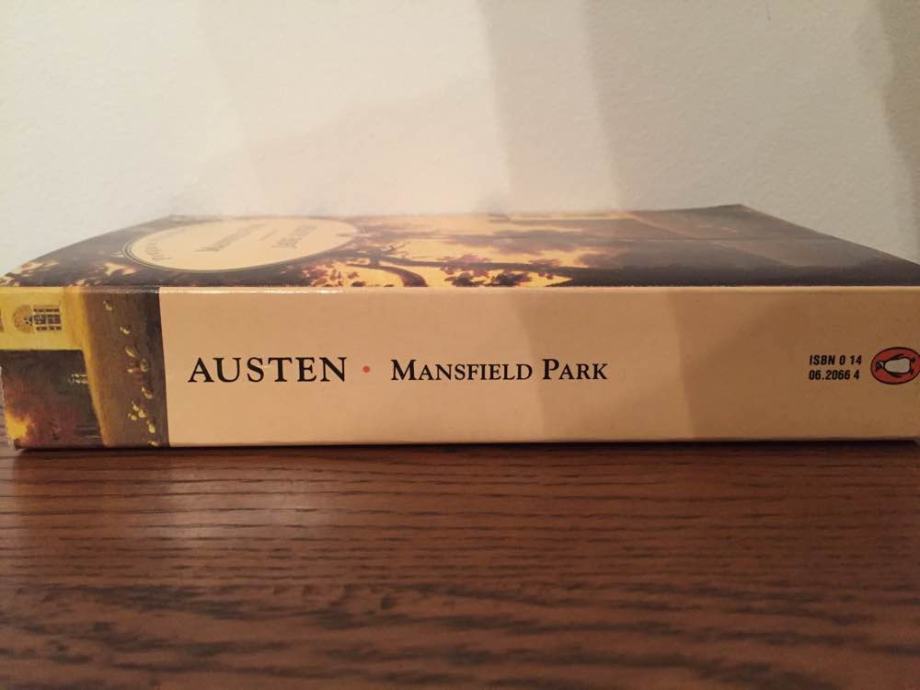 AUSTEN • MANSFIELD PARK
ISBN 0 14
06.2066 4